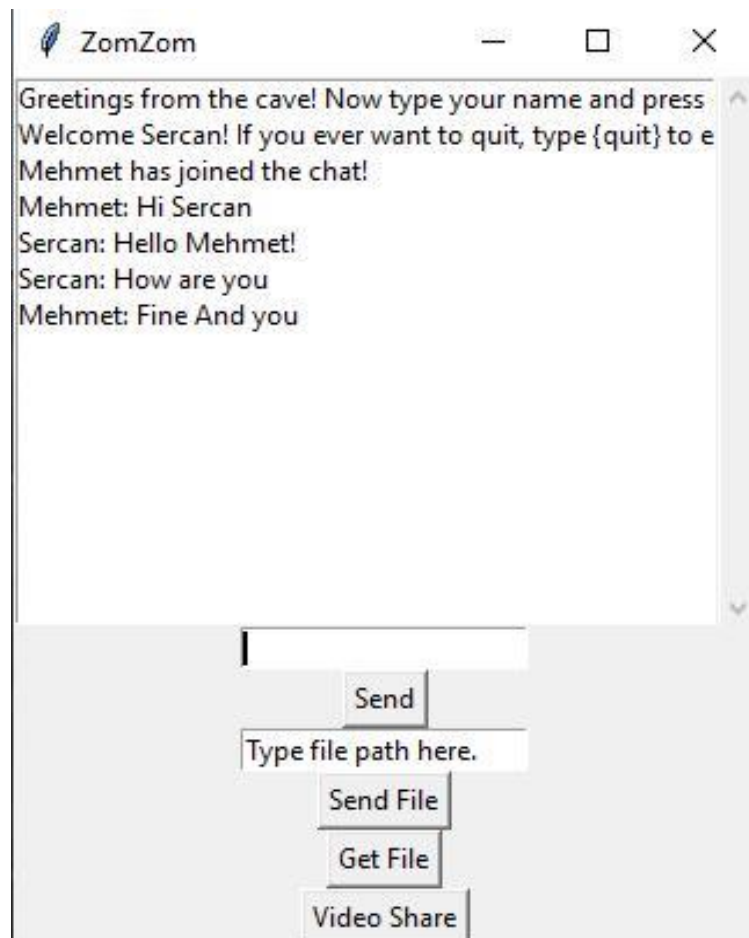 ZomZom
Greetings from the cave! Now type your name and press
Welcome Sercan! If you ever want to quit, type {quit} to e
Mehmet has joined the chat!
Mehmet: Hi Sercan
Sercan: Hello Mehmet!
Sercan: How are you
Mehmet: Fine And you
Send
Type file path here.
Send File
Get File
Video Share